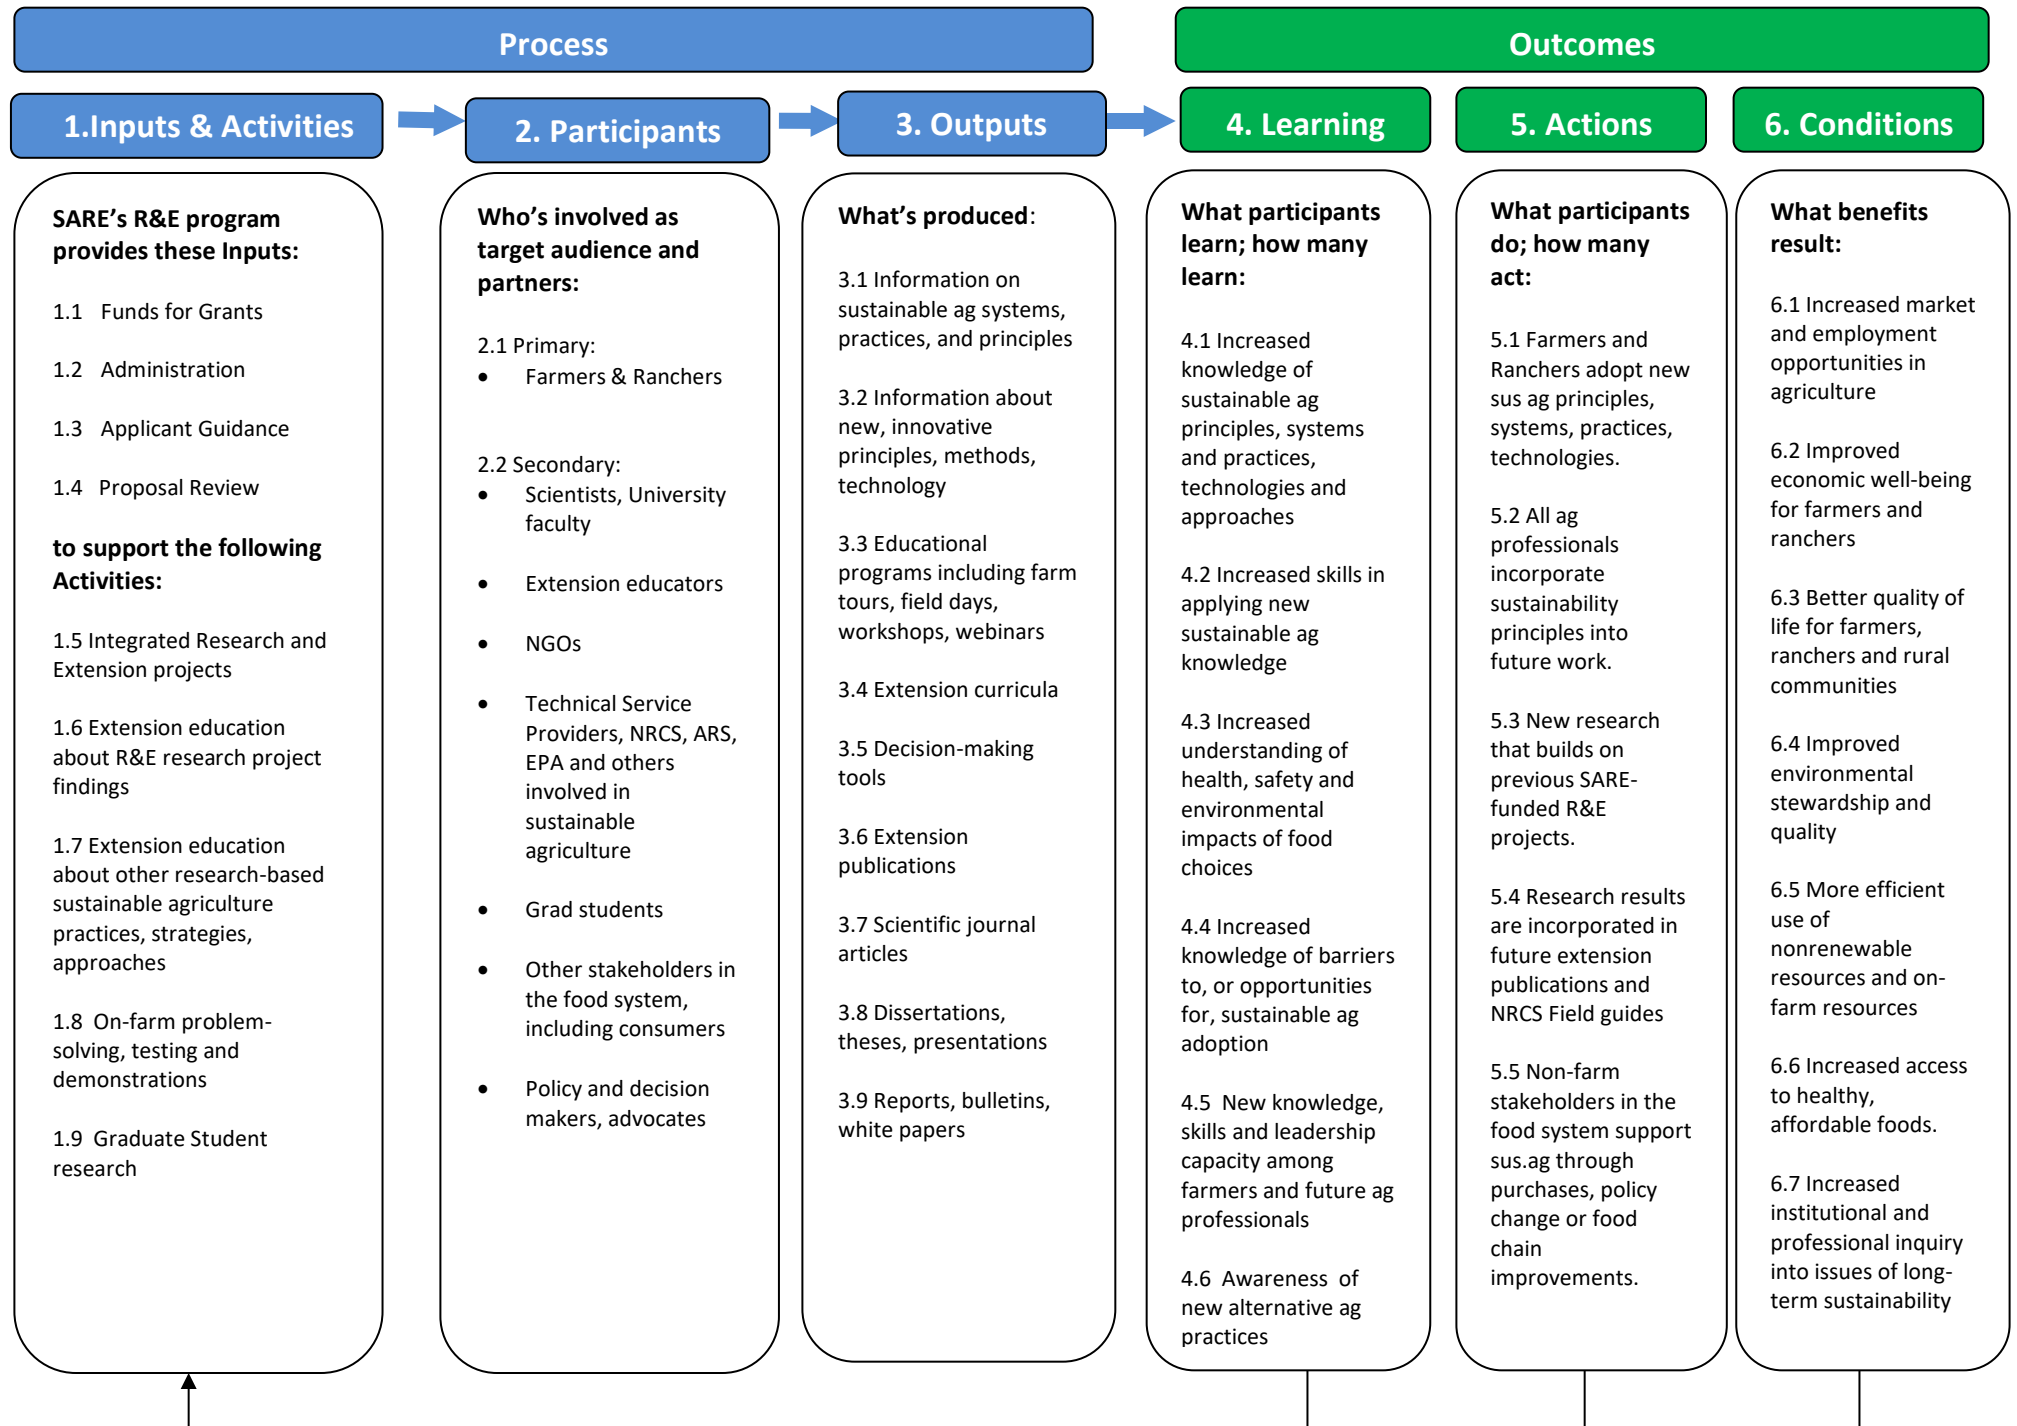 Process
Outcomes
1.Inputs & Activities
2. Participants
3. Outputs
4. Learning
5. Actions
6. Conditions
SARE’s R&E program
provides these Inputs:
1.1 Funds for Grants
1.2 Administration
1.3 Applicant Guidance
1.4 Proposal Review
to support the following
Activities:
1.5 Integrated Research and
Extension projects
1.6 Extension education
about R&E research project
findings
1.7 Extension education
about other research-based
sustainable agriculture
practices, strategies,
approaches
1.8 On-farm problem-
solving, testing and
demonstrations
1.9 Graduate Student
research
Who’s involved as
target audience and
partners:
2.1 Primary:
• Farmers & Ranchers
2.2 Secondary:
• Scientists, University
faculty
• Extension educators
• NGOs
• Technical Service
Providers, NRCS, ARS,
EPA and others
involved in
sustainable
agriculture
• Grad students
• Other stakeholders in
the food system,
including consumers
• Policy and decision
makers, advocates
What’s produced:
3.1 Information on
sustainable ag systems,
practices, and principles
3.2 Information about
new, innovative
principles, methods,
technology
3.3 Educational
programs including farm
tours, field days,
workshops, webinars
3.4 Extension curricula
3.5 Decision-making
tools
3.6 Extension
publications
3.7 Scientific journal
articles
3.8 Dissertations,
theses, presentations
3.9 Reports, bulletins,
white papers
What participants
learn; how many
learn:
4.1 Increased
knowledge of
sustainable ag
principles, systems
and practices,
technologies and
approaches
4.2 Increased skills in
applying new
sustainable ag
knowledge
4.3 Increased
understanding of
health, safety and
environmental
impacts of food
choices
4.4 Increased
knowledge of barriers
to, or opportunities
for, sustainable ag
adoption
4.5 New knowledge,
skills and leadership
capacity among
farmers and future ag
professionals
4.6 Awareness of
new alternative ag
practices
What participants
do; how many
act:
5.1 Farmers and
Ranchers adopt new
sus ag principles,
systems, practices,
technologies.
5.2 All ag
professionals
incorporate
sustainability
principles into
future work.
5.3 New research
that builds on
previous SARE-
funded R&E
projects.
5.4 Research results
are incorporated in
future extension
publications and
NRCS Field guides
5.5 Non-farm
stakeholders in the
food system support
sus.ag through
purchases, policy
change or food
chain
improvements.
What benefits
result:
6.1 Increased market
and employment
opportunities in
agriculture
6.2 Improved
economic well-being
for farmers and
ranchers
6.3 Better quality of
life for farmers,
ranchers and rural
communities
6.4 Improved
environmental
stewardship and
quality
6.5 More efficient
use of
nonrenewable
resources and on-
farm resources
6.6 Increased access
to healthy,
affordable foods.
6.7 Increased
institutional and
professional inquiry
into issues of long-
term sustainability